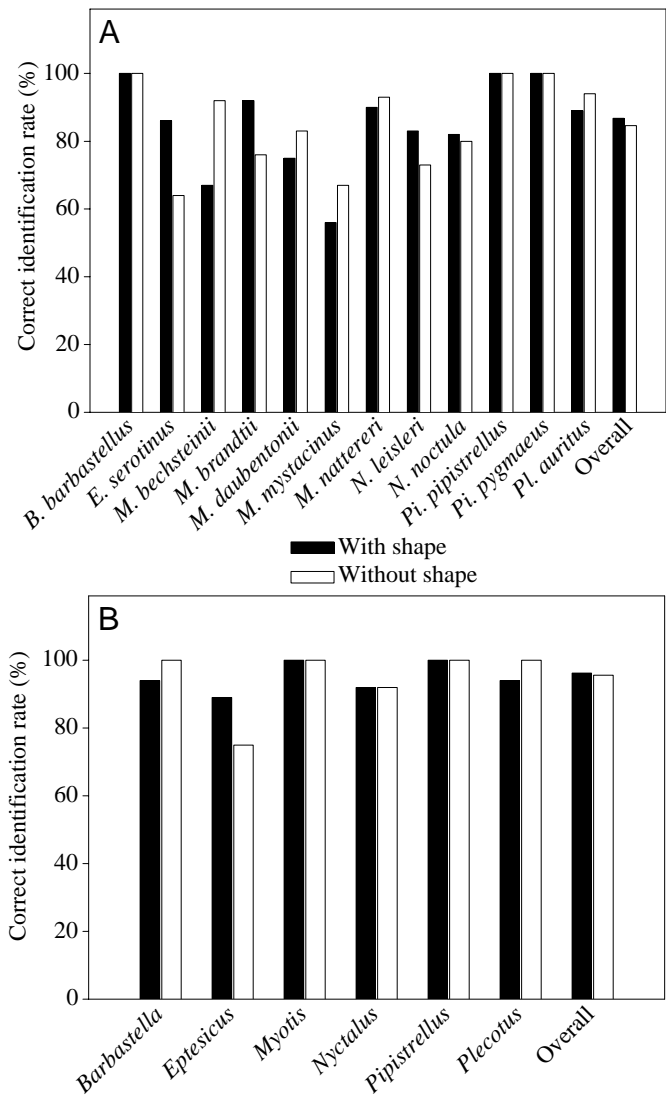 A
Correct identification rate (%)
100
80
60
40
20
0
B. barbastellus
E. serotinus
M. bechsteinii
M. brandtii
M. daubentonii
M. mystacinus
M. nattereri
N. leisleri
N. noctula
Pi. pipistrellus
Pi. pygmaeus
Pl. auritus
Overall
With shape
Without shape
B
Correct identification rate (%)
100
80
60
40
20
0
Barbastella
Eptesicus
Myotis
Nyctalus
Pipistrellus
Plecotus
Overall